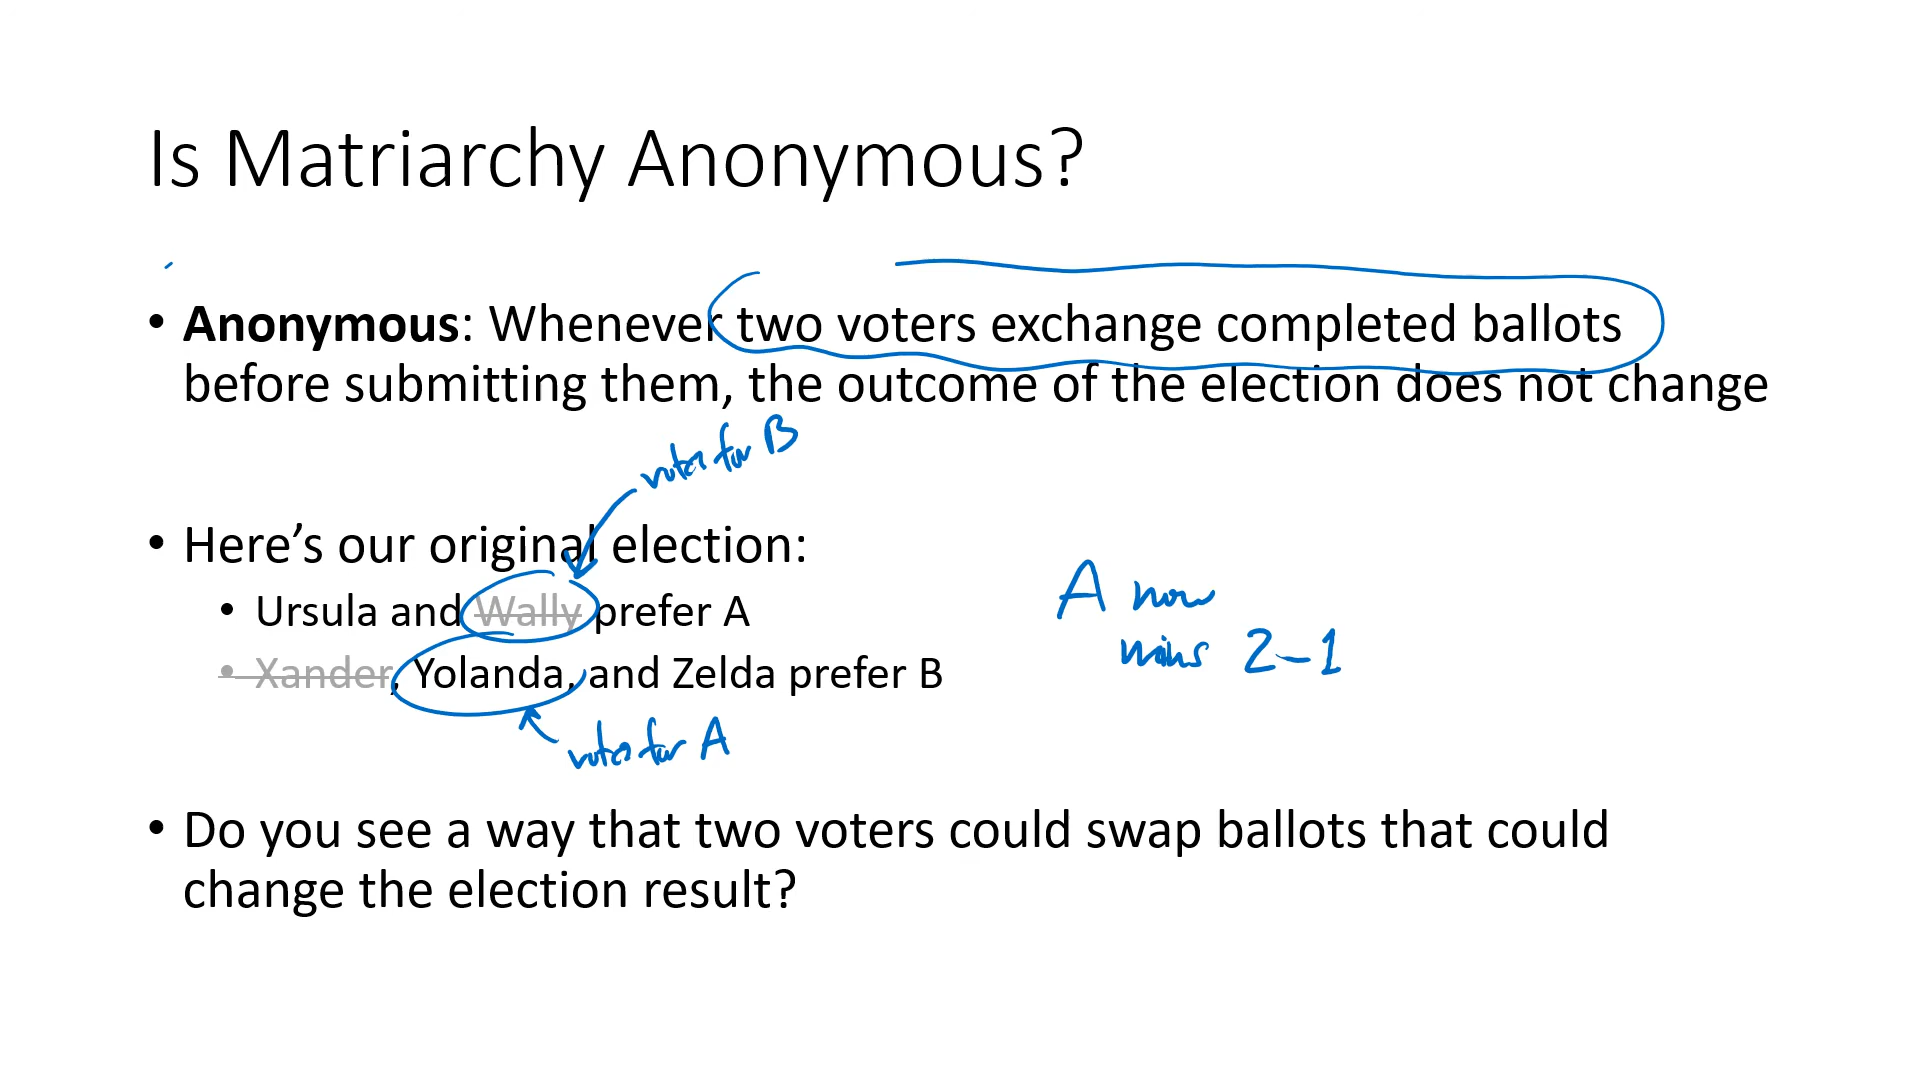 Is Matriarchy Anonymous?
• Anonymous: Whenever two voters exchange completed ballots
before submitting them, the outcome of the election does not change
votes for B
• Here’s our original election:
• Ursula and Wally prefer A
• Xander, Yolanda, and Zelda prefer B
votes for A
A now
wins 2-1
• Do you see a way that two voters could swap ballots that could
change the election result?